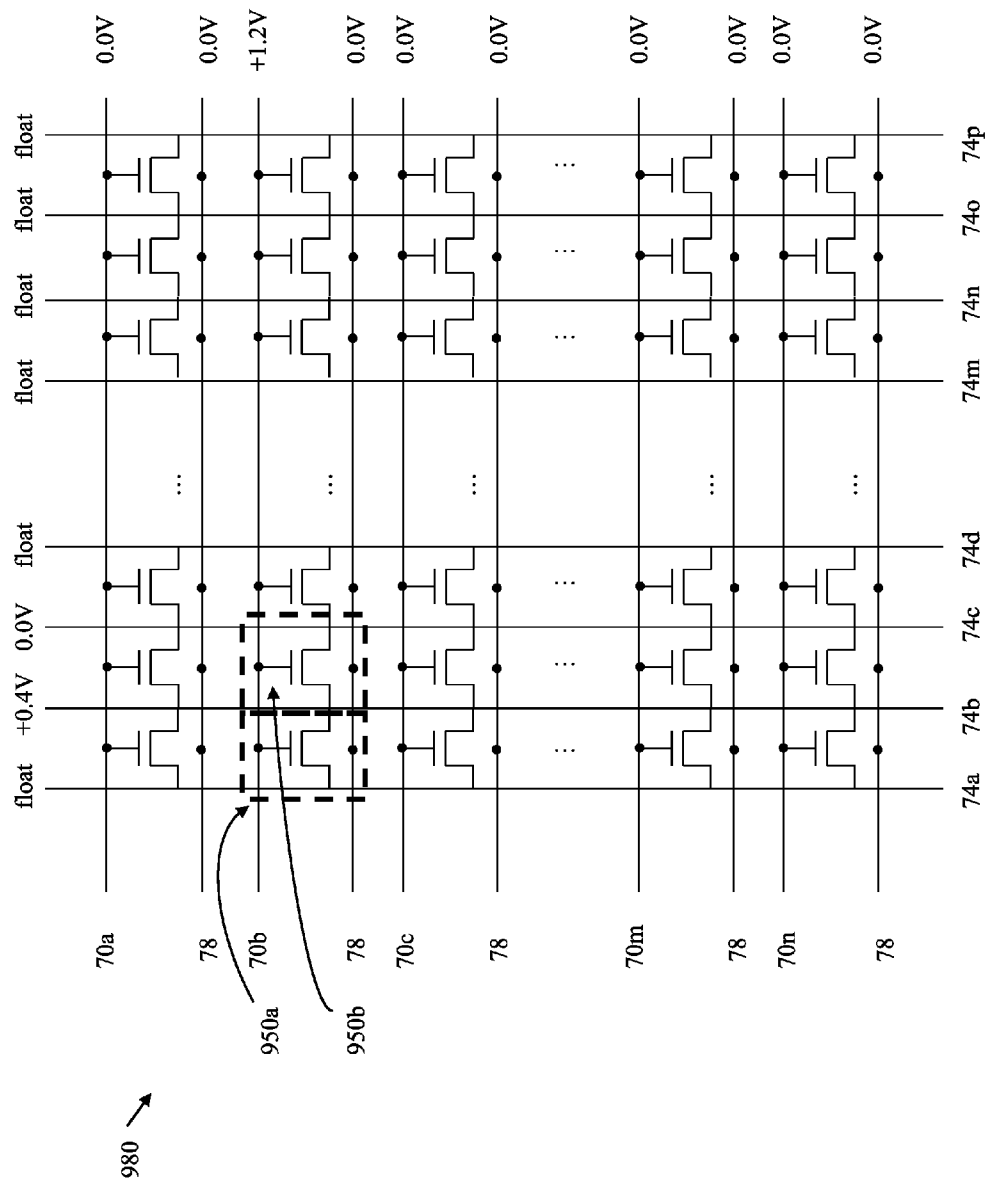 float +0.4V 0.0V float float float float float
0.0V
0.0V
+1.2V
0.0V
0.0V
0.0V
0.0V
0.0V
0.0V
0.0V
... ...
... ... ... ... ... ... ...
... ...
70a
78
70b
78
70c
78
70m
78
70n
78
74a 74b 74c 74d 74m 74n 74o 74p
950a
950b
980